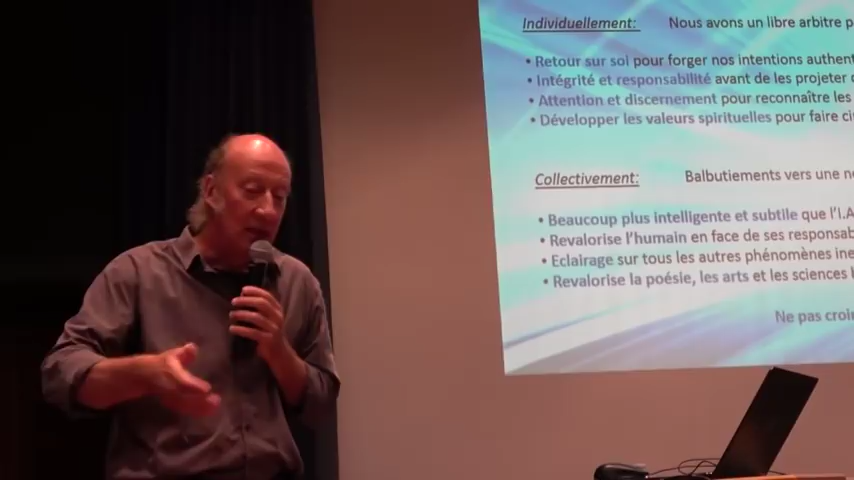 Individuellement: Nous avons un libre arbitre p
• Retour sur soi pour forger nos intentions authent
• Intégrité et responsabilité avant de les projeter
• Attention et discernement pour reconnaître les
• Développer les valeurs spirituelles pour faire ci
Collectivement: Balbutiements vers une n
• Beaucoup plus intelligente et subtile que l'I.A
• Revalorise l'humain en face de ses responsab
• Eclairage sur tous les autres phénomènes ine
• Revalorise la poésie, les arts et les sciences
Ne pas croir